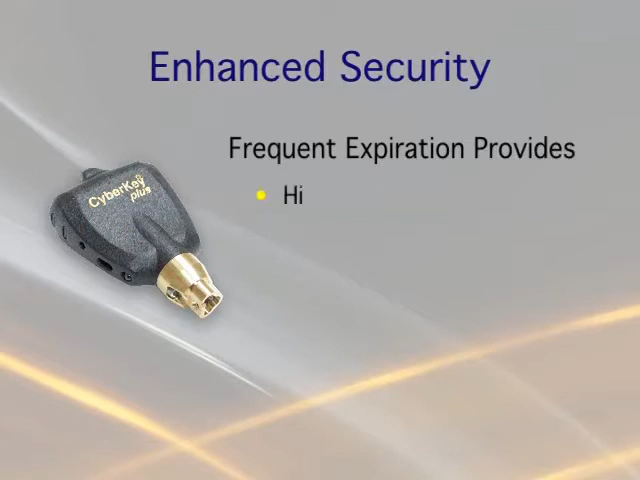 Enhanced Security
Frequent Expiration Provides
Hi
CyberKey
plus